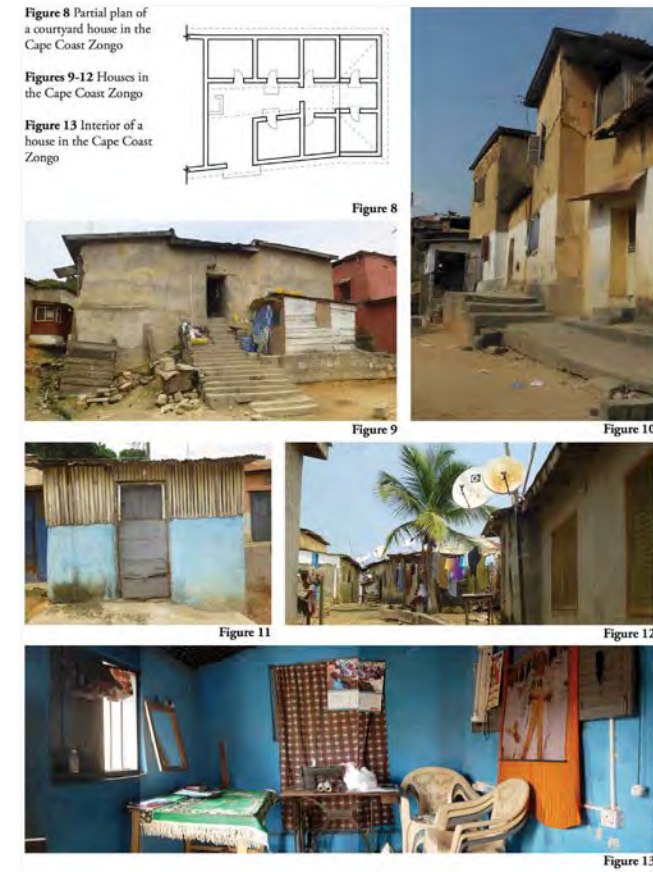 Figure 8 Partial plan of
a courtyard house in the
Cape Coast Zongo
Figures 9-12 Houses in
the Cape Coast Zongo
Figure 13 Interior of a
house in the Cape Coast
Zongo
Figure 8
Figure 9
Figure 10
Figure 11
Figure 12
Figure 13